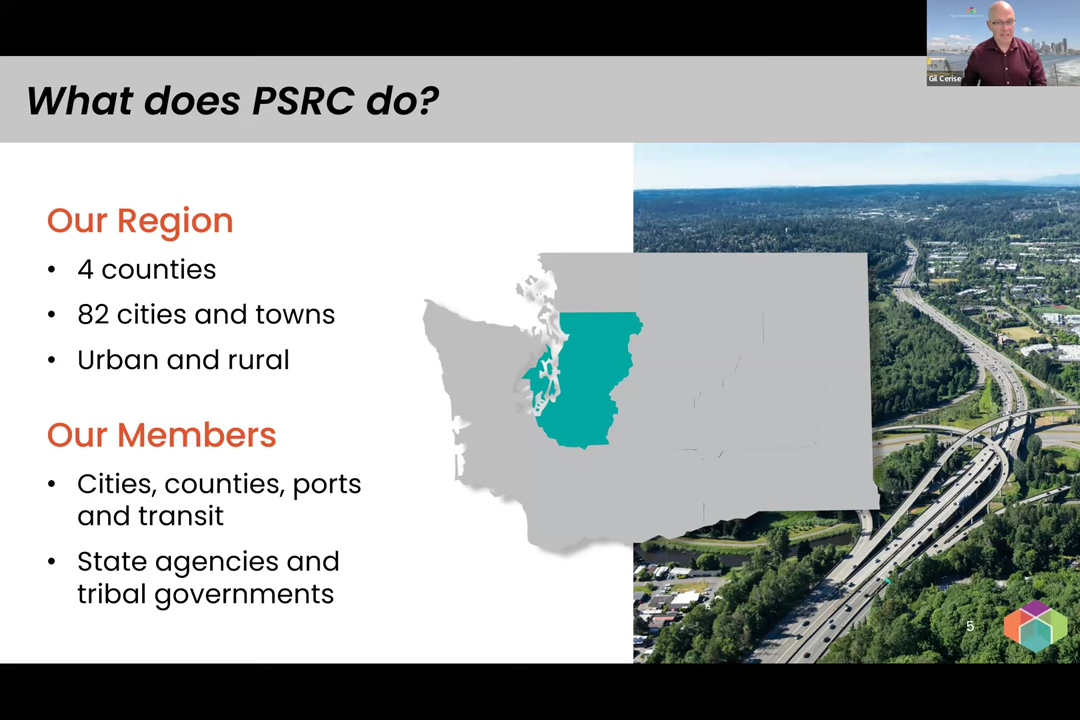 Gil Cerise
What does PSRC do?
Our Region
• 4 counties
• 82 cities and towns
• Urban and rural
Our Members
• Cities, counties, ports
and transit
• State agencies and
tribal governments
5